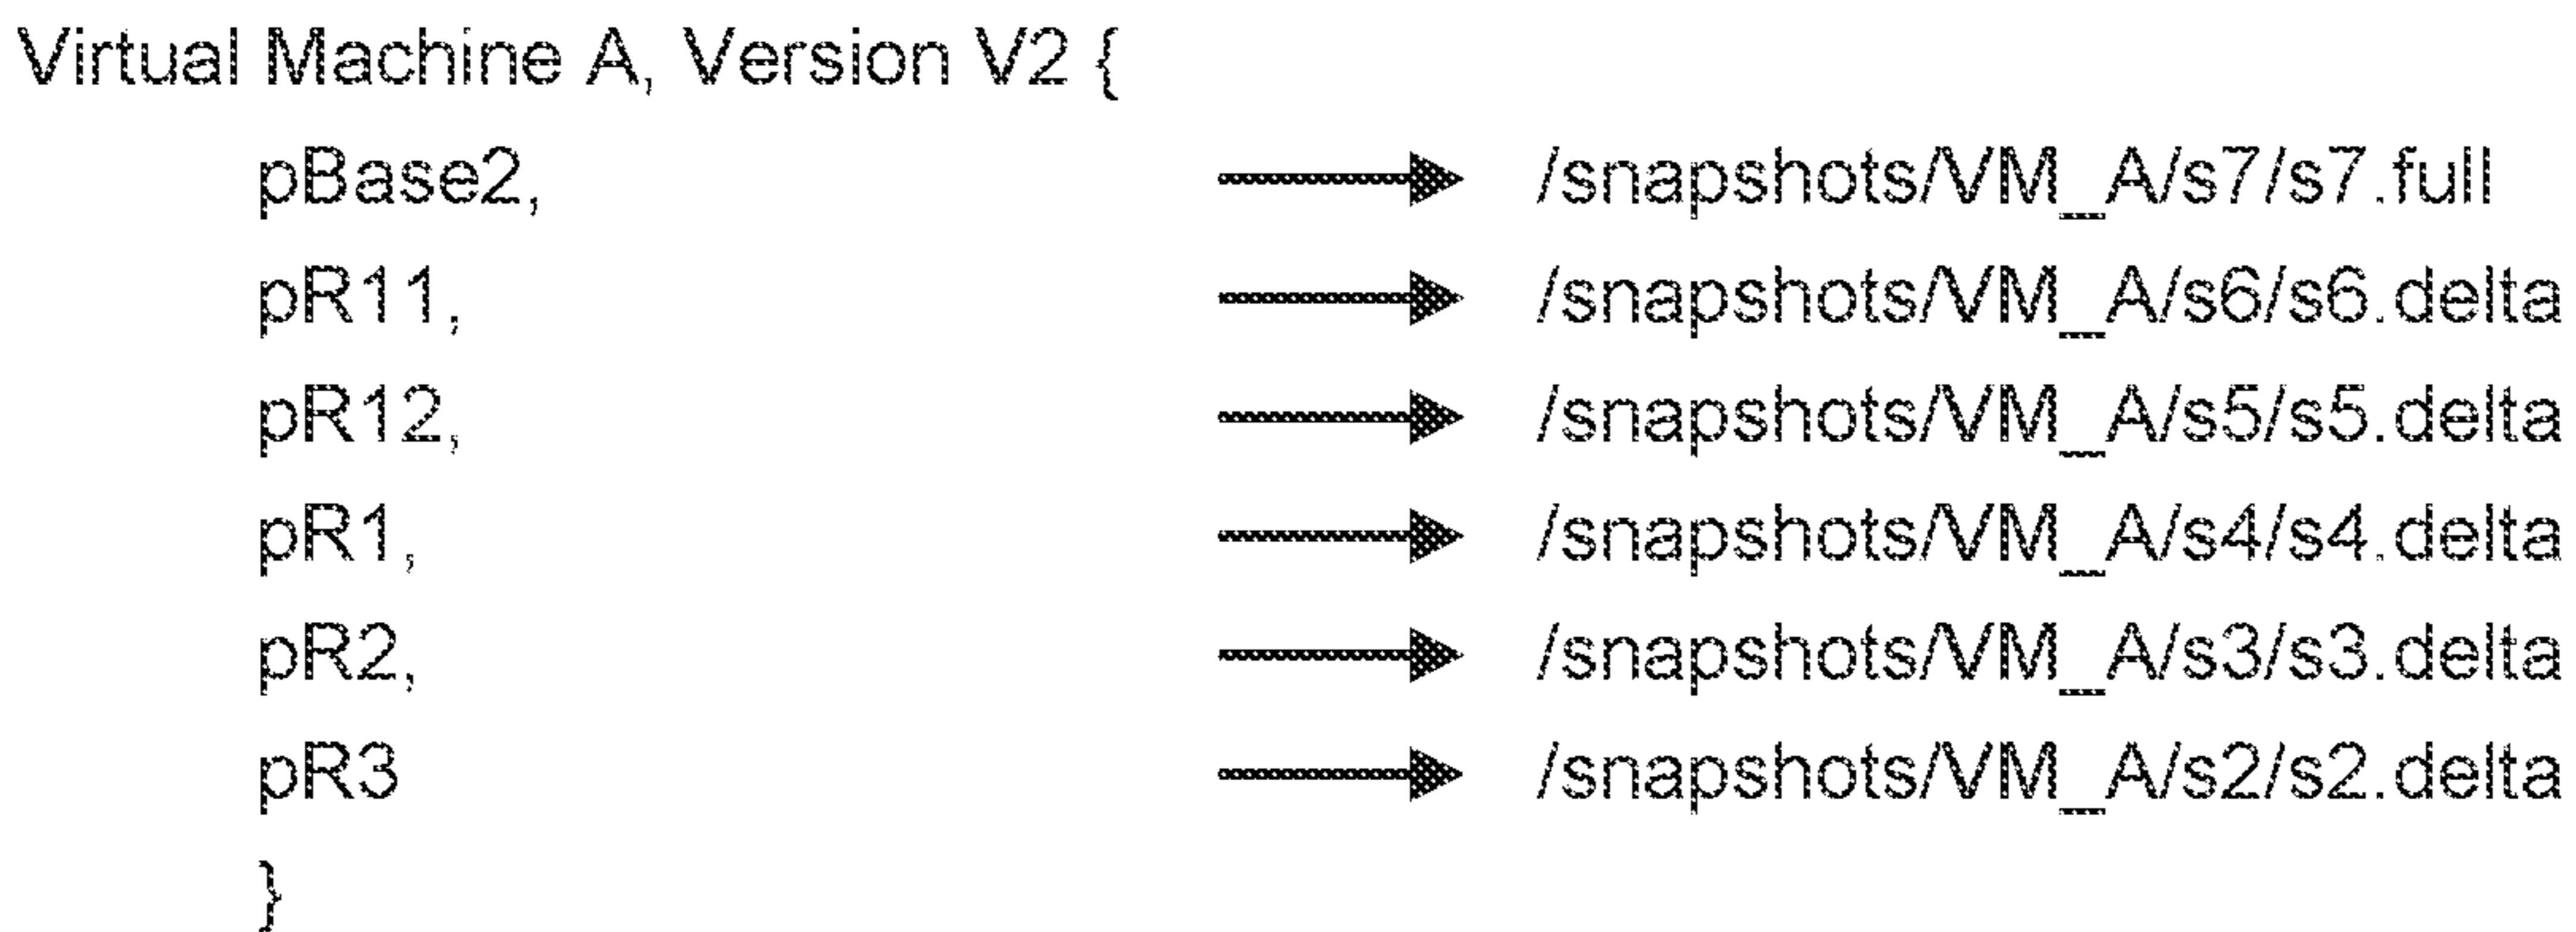 Virtual Machine A, Version V2 {
pBase2, /snapshots/VM_A/s7/s7.full
pR11, /snapshots/VM_A/s6/s6.delta
pR12, /snapshots/VM_A/s5/s5.delta
pR1, /snapshots/VM_A/s4/s4.delta
pR2, /snapshots/VM_A/s3/s3.delta
pR3 /snapshots/VM_A/s2/s2.delta
}